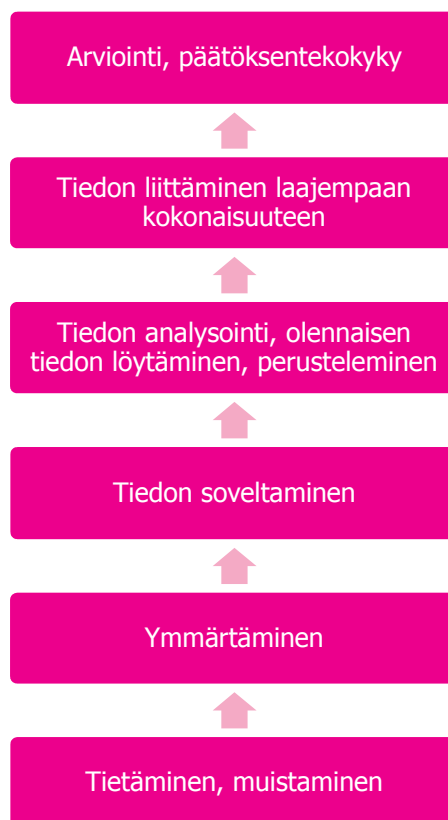 Arviointi, päätöksentekokyky
Tiedon liittäminen laajempaan
kokonaisuuteen
Tiedon analysointi, olennaisen
tiedon löytäminen, perusteleminen
Tiedon soveltaminen
Ymmärtäminen
Tietäminen, muistaminen